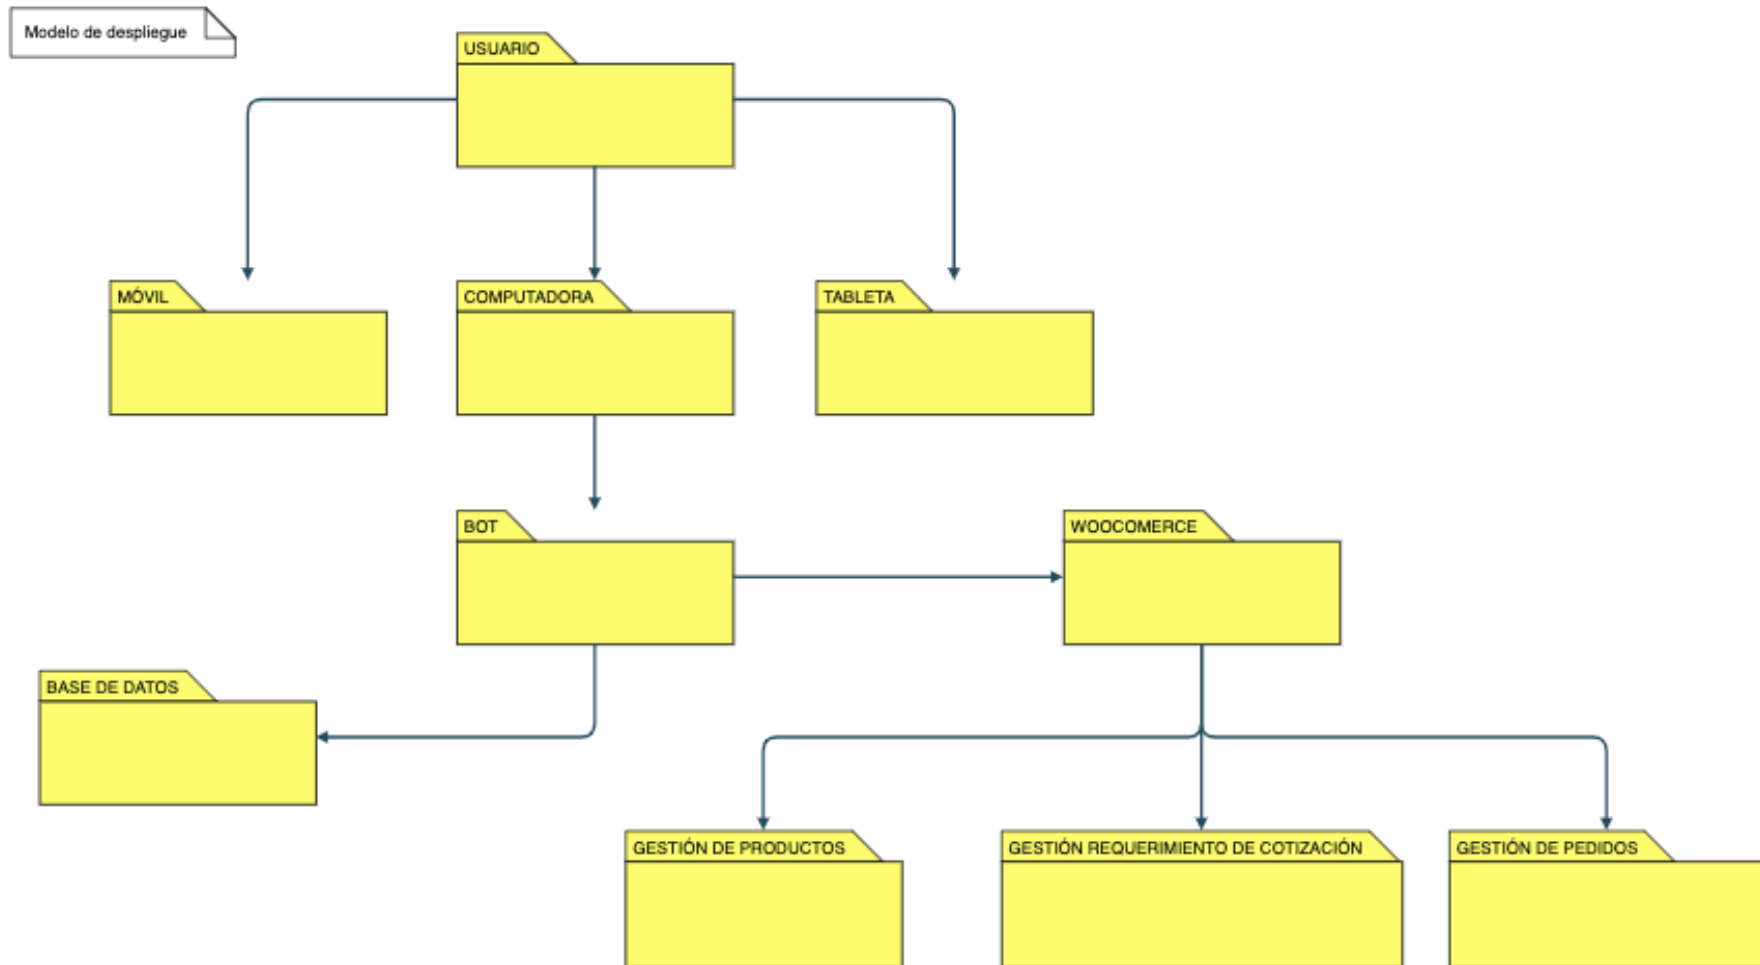 Modelo de despliegue
USUARIO
MÓVIL
COMPUTADORA
TABLETA
BOT
WOOCOMERCE
BASE DE DATOS
GESTIÓN DE PRODUCTOS
GESTIÓN REQUERIMIENTO DE COTIZACIÓN
GESTIÓN DE PEDIDOS